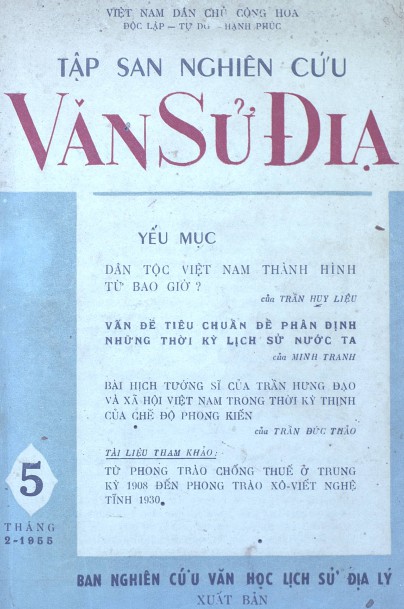 VIỆT NAM DÂN CHỦ CỘNG HÒA
ĐỘC LẬP — TỰ DO - HẠNH PHÚC
TẬP SAN NGHIÊN CỨU
VĂN SỬ ĐỊA
YẾU MỤC
DÂN TỘC VIỆT NAM THÀNH HÌNH
TỪ BAO GIỜ ?
của TRẦN HUY LIỆU
VẤN ĐỀ TIÊU CHUẨN ĐỂ PHÂN ĐỊNH
NHỮNG THỜI KỲ LỊCH SỬ NƯỚC TA
của MINH TRANH
BÀI HỊCH TƯỚNG SĨ CỦA TRẦN HƯNG ĐẠO
VÀ XÃ HỘI VIỆT NAM TRONG THỜI KỲ THỊNH
CỦA CHẾ ĐỘ PHONG KIẾN
của TRẦN ĐỨC THẢO
TÀI LIỆU THAM KHẢO:
TỪ PHONG TRÀO CHỐNG THUẾ Ở TRUNG
KỲ 1908 ĐẾN PHONG TRÀO XÔ-VIẾT NGHỆ
TĨNH 1930.
5
THÁNG
2-1955
BAN NGHIÊN CỨU VĂN HỌC LỊCH SỬ ĐỊA LÝ
XUẤT BẢN